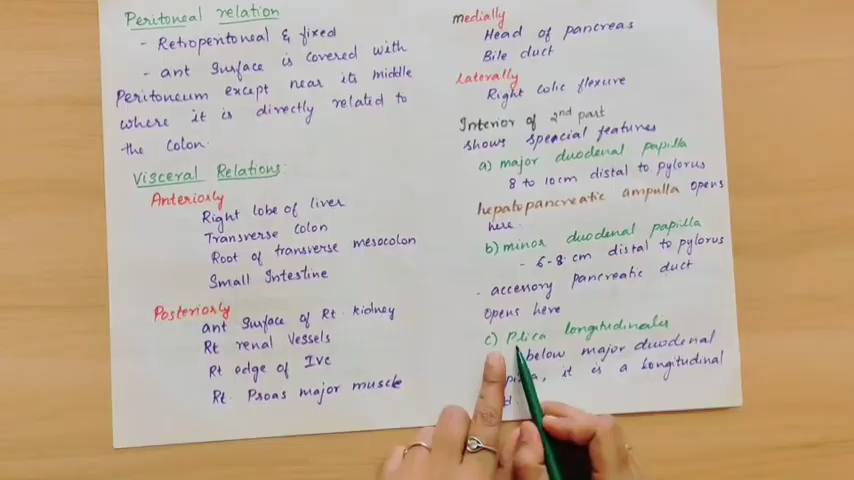 Peritoneal relation
- Retroperitoneal & fixed
- ant surface is covered with
Peritoneum except near its middle
where it is directly related to
the colon.
Visceral Relations:
Anteriorly
Right lobe of liver
Transverse colon
Root of transverse mesocolon
Small Intestine
Posteriorly
ant surface of Rt. kidney
Rt renal vessels
Rt edge of IVC
Rt. Psoas major muscle
medially
Head of pancreas
Bile duct
Laterally
Right colic flexure
Interior of 2nd part
shows speacial features
a) major duodenal papilla
8 to 10cm distal to pylorus
hepatopancreatic ampulla opens
here.
b) minor duodenal papilla
- 6-8 cm distal to pylorus
- accessory pancreatic duct
opens here
c) Plica longitudinalis
below major duodenal
it is a longitudinal